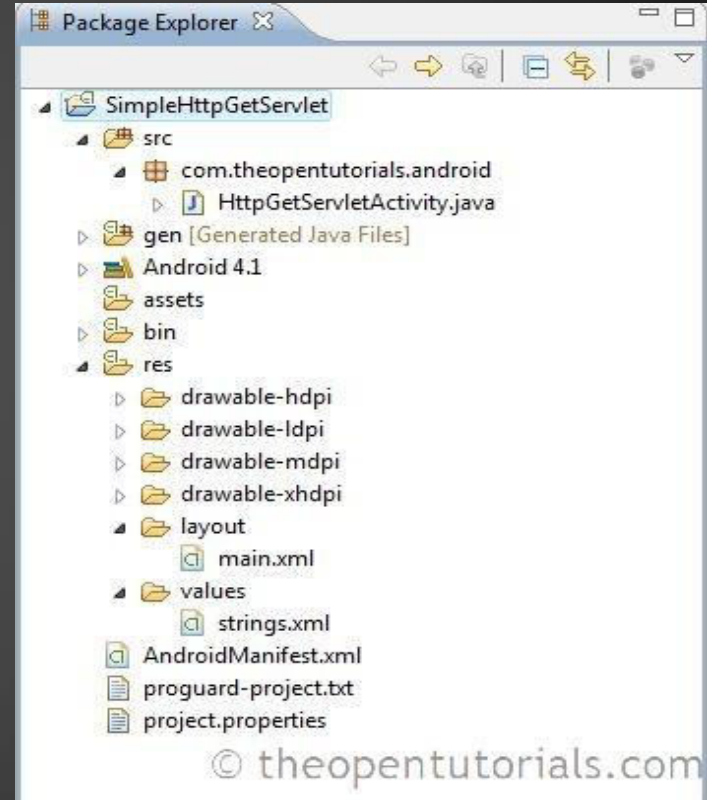 Package Explorer
SimpleHttpGetServlet
src
com.theopentutorials.android
HttpGetServletActivity.java
gen [Generated Java Files]
Android 4.1
assets
bin
res
drawable-hdpi
drawable-ldpi
drawable-mdpi
drawable-xhdpi
layout
main.xml
values
strings.xml
AndroidManifest.xml
proguard-project.txt
project.properties
© theopentutorials.com